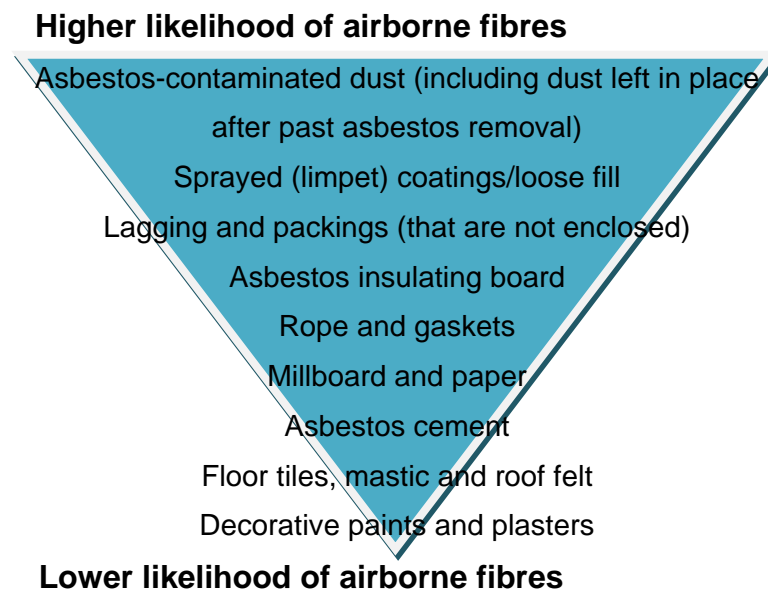 Higher likelihood of airborne fibres
Asbestos-contaminated dust (including dust left in place
after past asbestos removal)
Sprayed (limpet) coatings/loose fill
Lagging and packings (that are not enclosed)
Asbestos insulating board
Rope and gaskets
Millboard and paper
Asbestos cement
Floor tiles, mastic and roof felt
Decorative paints and plasters
Lower likelihood of airborne fibres